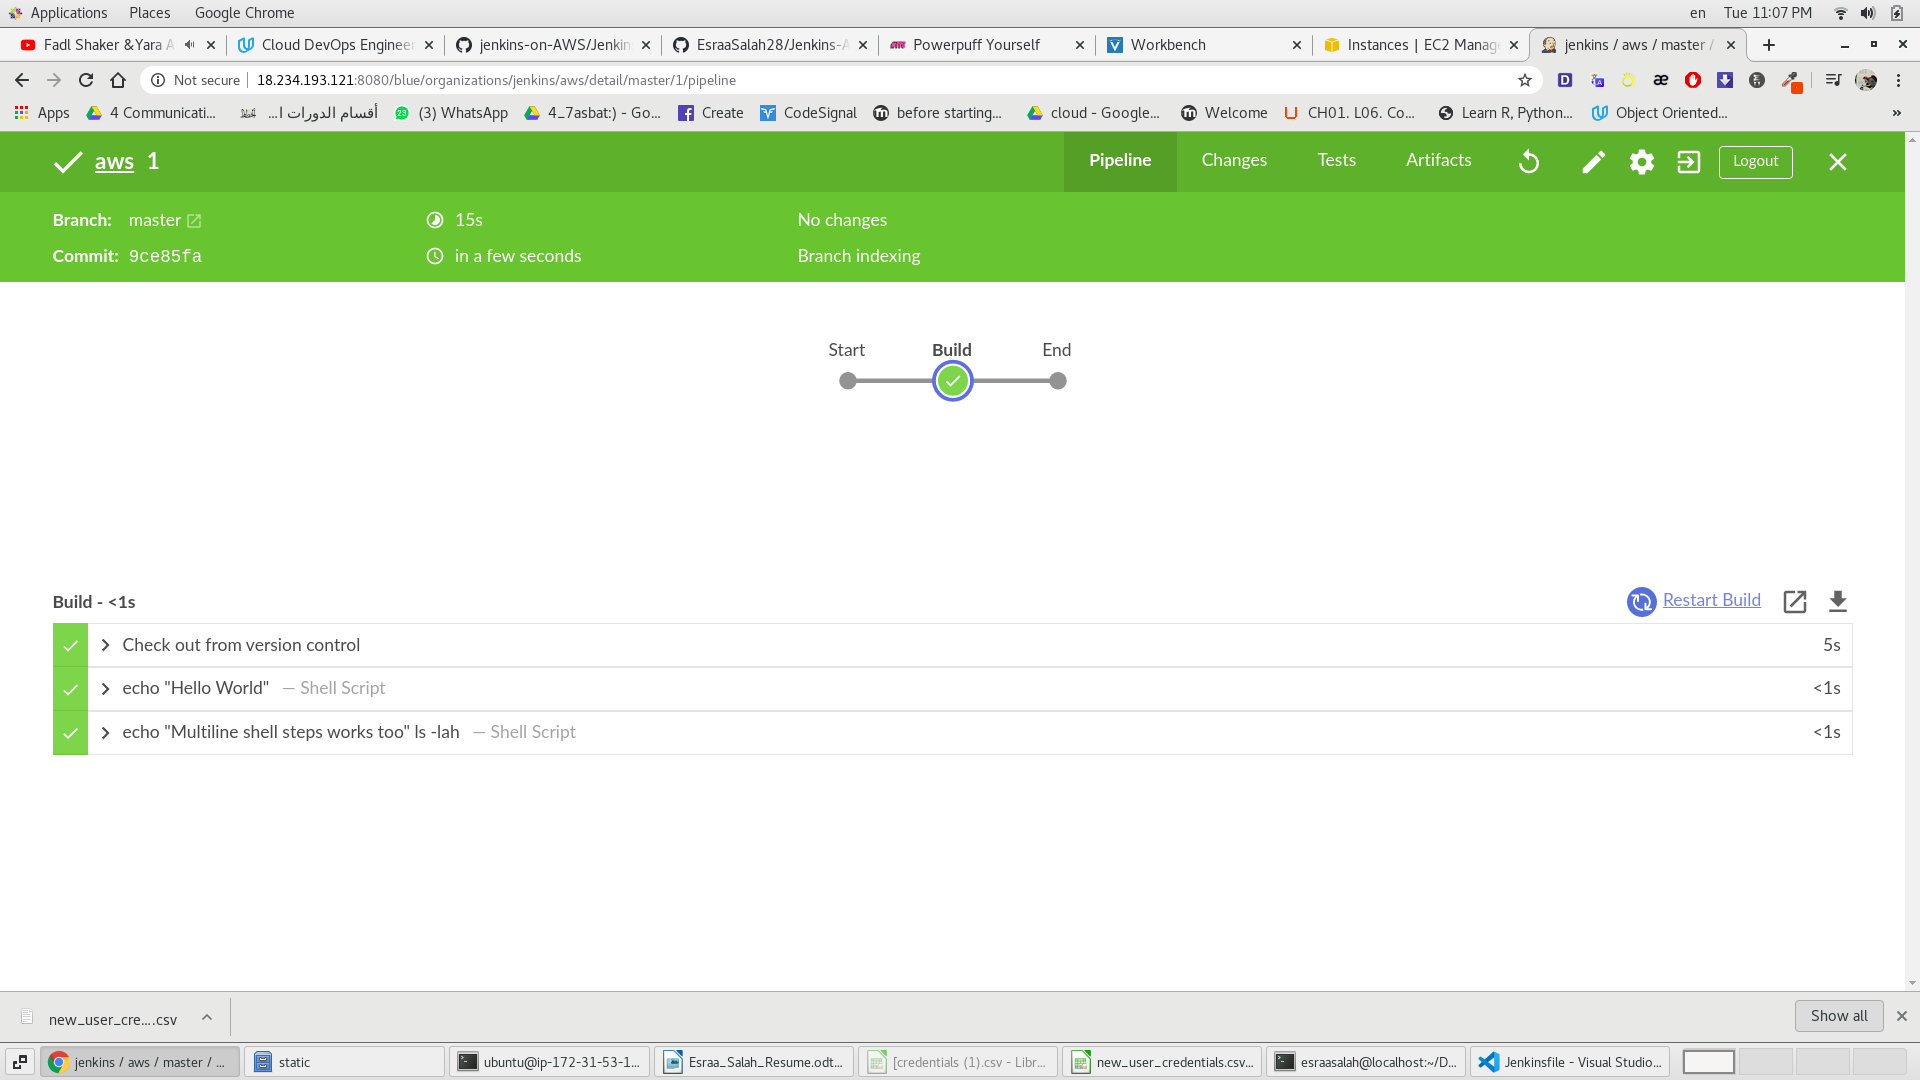 Applications Places Google Chrome en Tue 11:07 PM
Fadl Shaker &Yara A Cloud DevOps Engineer jenkins-on-AWS/Jenkin EsraaSalah28/Jenkins-A Powerpuff Yourself Workbench Instances | EC2 Manag jenkins / aws / master /
Not secure 18.234.193.121:8080/blue/organizations/jenkins/aws/detail/master/1/pipeline
Apps 4 Communicati... أقسام الدورات ا... (3) WhatsApp 4_7asbat:) - Go... Create CodeSignal before starting... cloud - Google... Welcome CH01. L06. Co... Learn R, Python... Object Oriented... »
aws 1 Pipeline Changes Tests Artifacts Logout
Branch: master 15s No changes
Commit: 9ce85fa in a few seconds Branch indexing
Start Build End
Build - <1s Restart Build
Check out from version control 5s
echo "Hello World" — Shell Script <1s
echo "Multiline shell steps works too" ls -lah — Shell Script <1s
new_user_cre....csv Show all
jenkins / aws / master / ... static ubuntu@ip-172-31-53-1... Esraa_Salah_Resume.odt... [credentials (1).csv - Libr... new_user_credentials.csv... esraasalah@localhost:~/D... Jenkinsfile - Visual Studio...